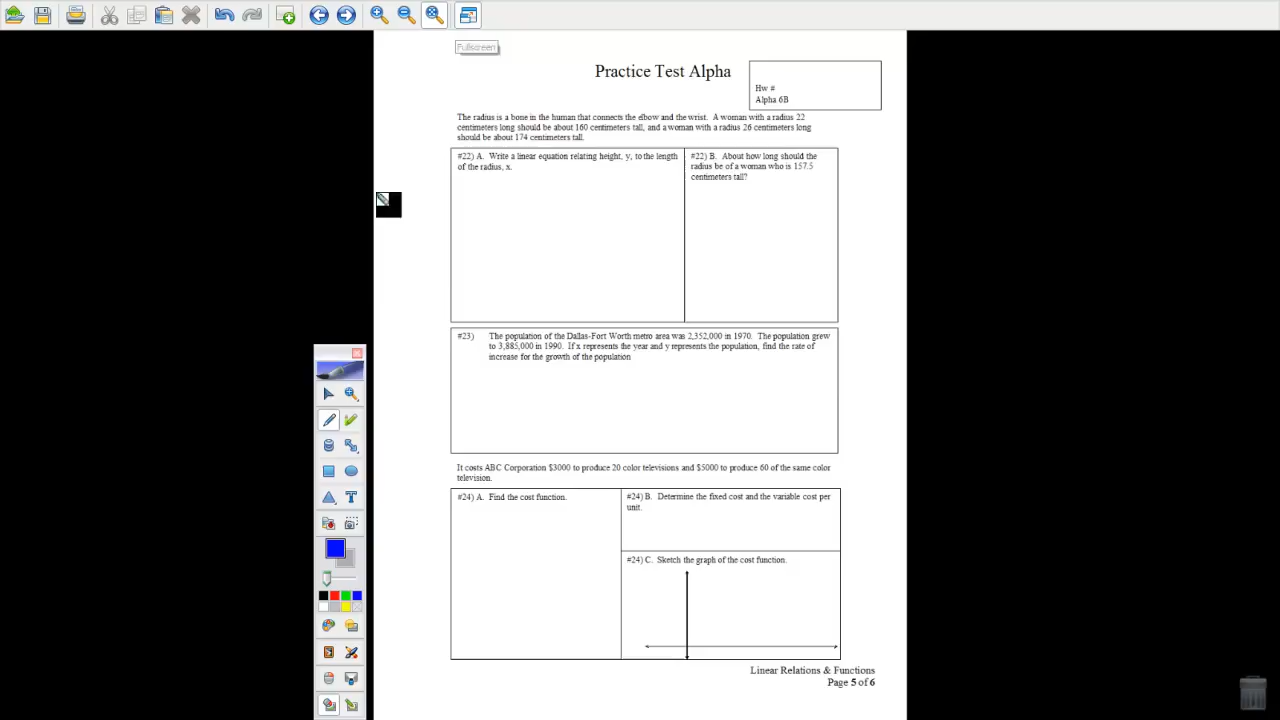 Fullscreen
Practice Test Alpha
Hw #
Alpha 6B
The radius is a bone in the human that connects the elbow and the wrist. A woman with a radius 22
centimeters long should be about 160 centimeters tall, and a woman with a radius 26 centimeters long
should be about 174 centimeters tall.
#22) A. Write a linear equation relating height, y, to the length
of the radius, x.
#22) B. About how long should the
radius be of a woman who is 157.5
centimeters tall?
#23) The population of the Dallas-Fort Worth metro area was 2,352,000 in 1970. The population grew
to 3,885,000 in 1990. If x represents the year and y represents the population, find the rate of
increase for the growth of the population
It costs ABC Corporation $3000 to produce 20 color televisions and $5000 to produce 60 of the same color
television.
#24) A. Find the cost function.
#24) B. Determine the fixed cost and the variable cost per
unit.
#24) C. Sketch the graph of the cost function.
Linear Relations & Functions
Page 5 of 6